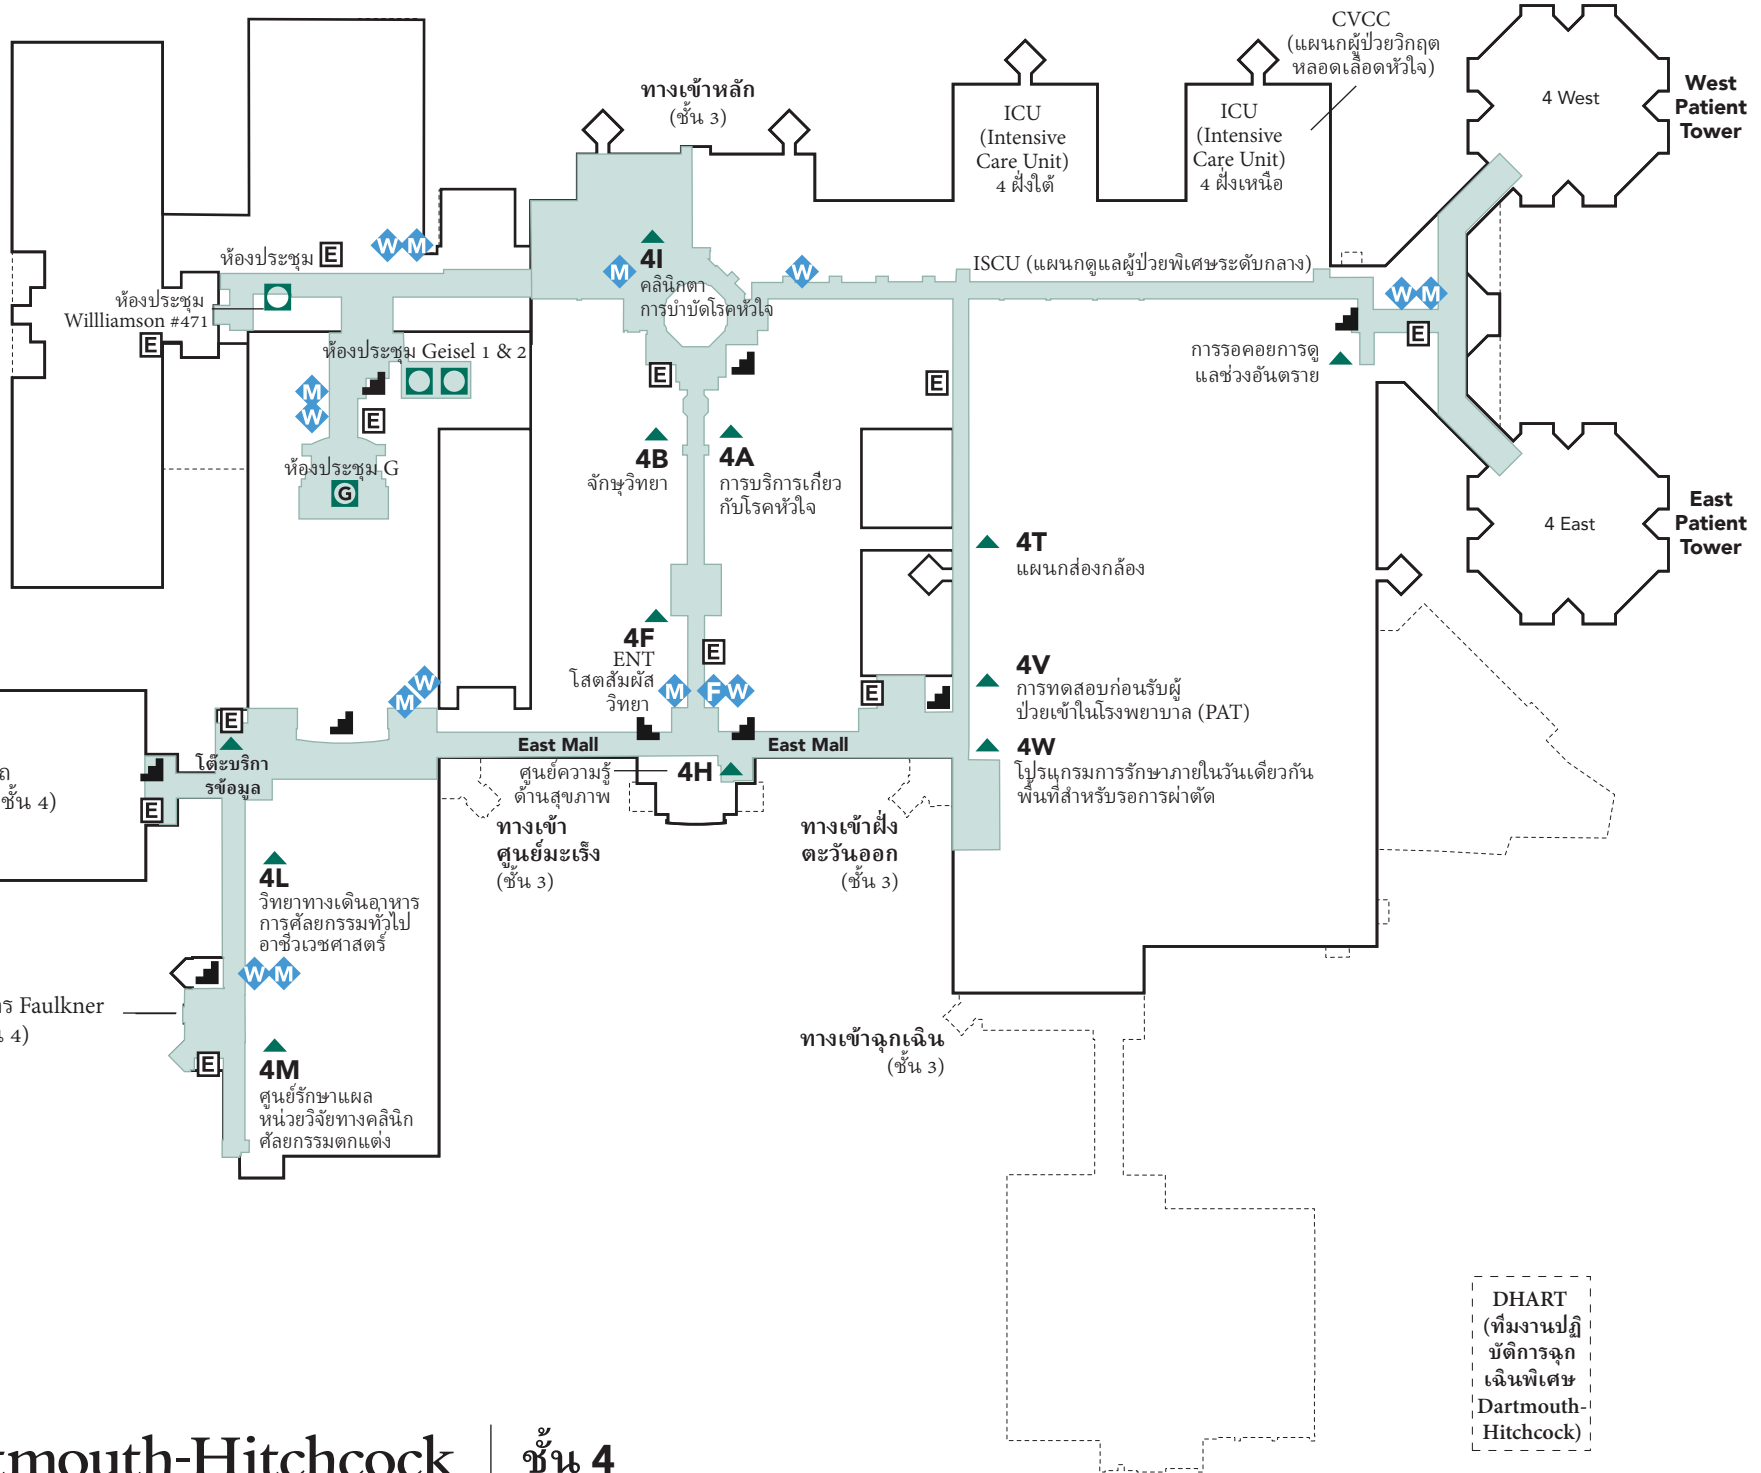 CVCC
(แผนกผู้ป่วยวิกฤต
หลอดเลือดหัวใจ)
4 West
West
Patient
Tower
ทางเข้าหลัก
(ชั้น 3)
ICU
(Intensive
Care Unit)
4 ฝั่งใต้
ICU
(Intensive
Care Unit)
4 ฝั่งเหนือ
ห้องประชุม
E
W M
M
4I
คลินิกตา
การบำบัดโรคหัวใจ
W
ISCU (แผนกดูแลผู้ป่วยพิเศษระดับกลาง)
W M
E
ห้องประชุม
Willliamson #471
E
ห้องประชุม Geisel 1 & 2
M
W
E
E
E
การรอคอยการดู
แลช่วงอันตราย
ห้องประชุม G
G
4B
จักษุวิทยา
4A
การบริการเกี่ยว
กับโรคหัวใจ
4 East
East
Patient
Tower
4T
แผนกส่องกล้อง
4F
ENT
โสตสัมผัส
วิทยา
E
M
F W
W
M
E
4V
การทดสอบก่อนรับผู้
ป่วยเข้าในโรงพยาบาล (PAT)
E
โต๊ะบริกา
รข้อมูล
East Mall
East Mall
4W
โปรแกรมการรักษาภายในวันเดียวกัน
พื้นที่สำหรับรอการผ่าตัด
ศูนย์ความรู้
ด้านสุขภาพ
4H
ถ
ชั้น 4)
E
ทางเข้า
ศูนย์มะเร็ง
(ชั้น 3)
ทางเข้าฝั่ง
ตะวันออก
(ชั้น 3)
4L
วิทยาทางเดินอาหาร
การศัลยกรรมทั่วไป
อาชีวเวชศาสตร์
W M
ร Faulkner
4)
E
4M
ศูนย์รักษาแผล
หน่วยวิจัยทางคลินิก
ศัลยกรรมตกแต่ง
ทางเข้าฉุกเฉิน
(ชั้น 3)
DHART
(ทีมงานปฏิ
บัติการฉุก
เฉินพิเศษ
Dartmouth-
Hitchcock)
tmouth-Hitchcock
ชั้น 4